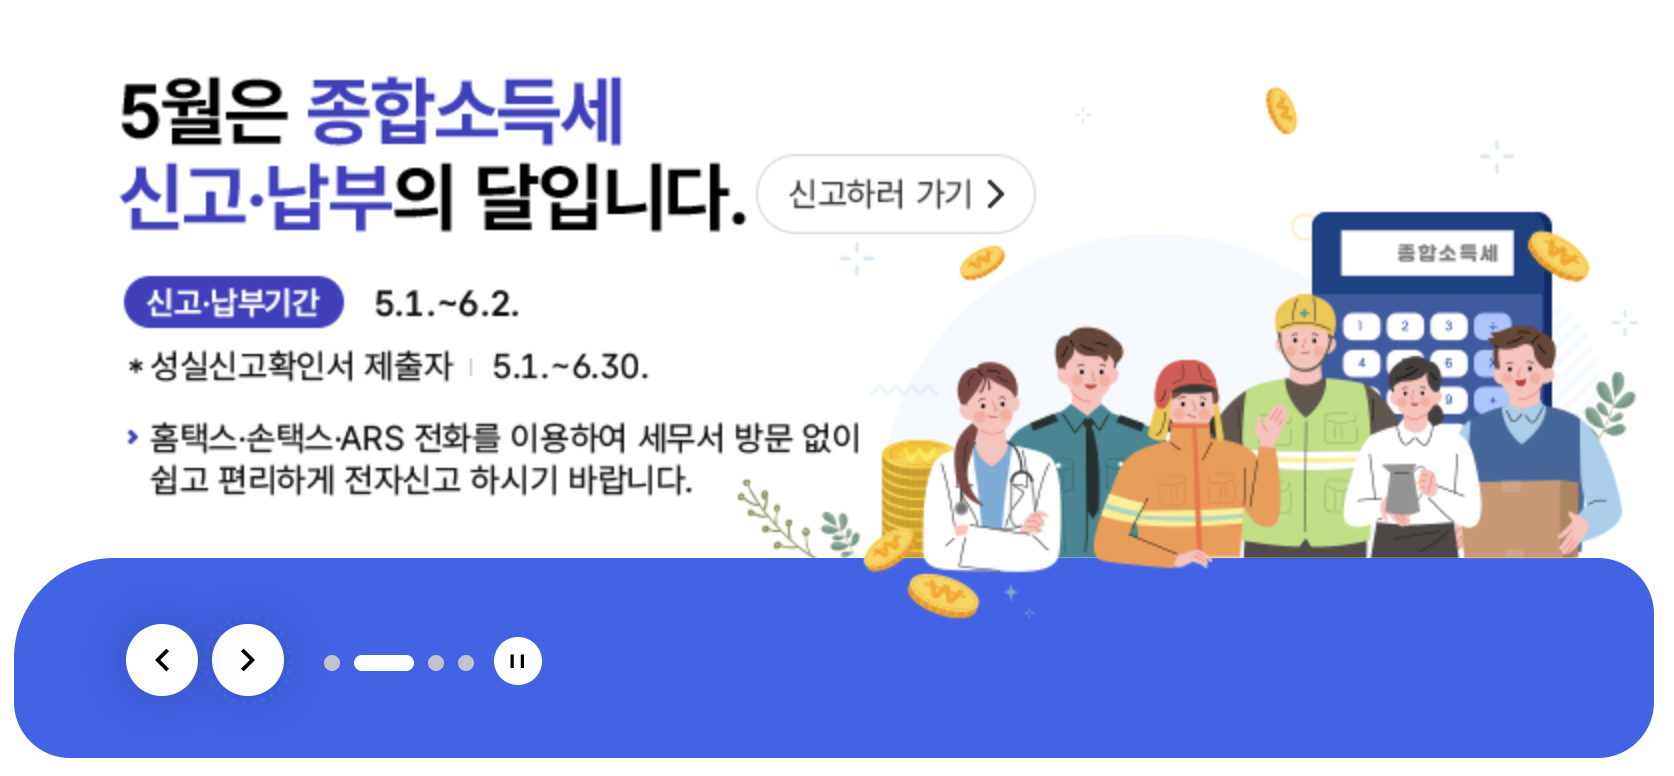 5월은 종합소득세
신고·납부의 달입니다.
신고하러 가기
신고·납부기간 5.1.~6.2.
* 성실신고확인서 제출자 | 5.1.~6.30.
홈택스·손택스·ARS 전화를 이용하여 세무서 방문 없이
쉽고 편리하게 전자신고 하시기 바랍니다.
종합소득세
1 2 3 ÷
4 6 X
9 +